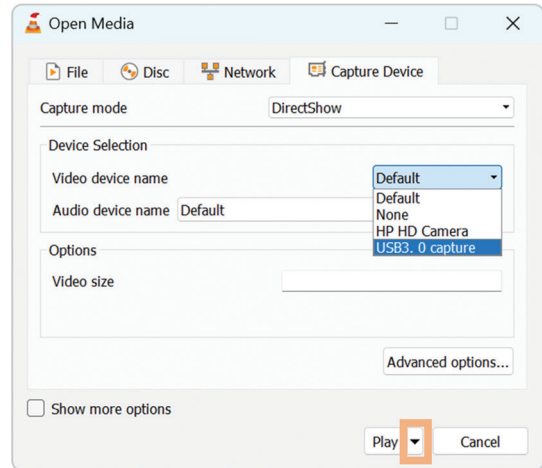 Open Media
File Disc Network Capture Device
Capture mode DirectShow
Device Selection
Video device name Default
Default
Audio device name Default
None
HP HD Camera
USB3. 0 capture
Options
Video size
Advanced options...
Show more options
Play Cancel